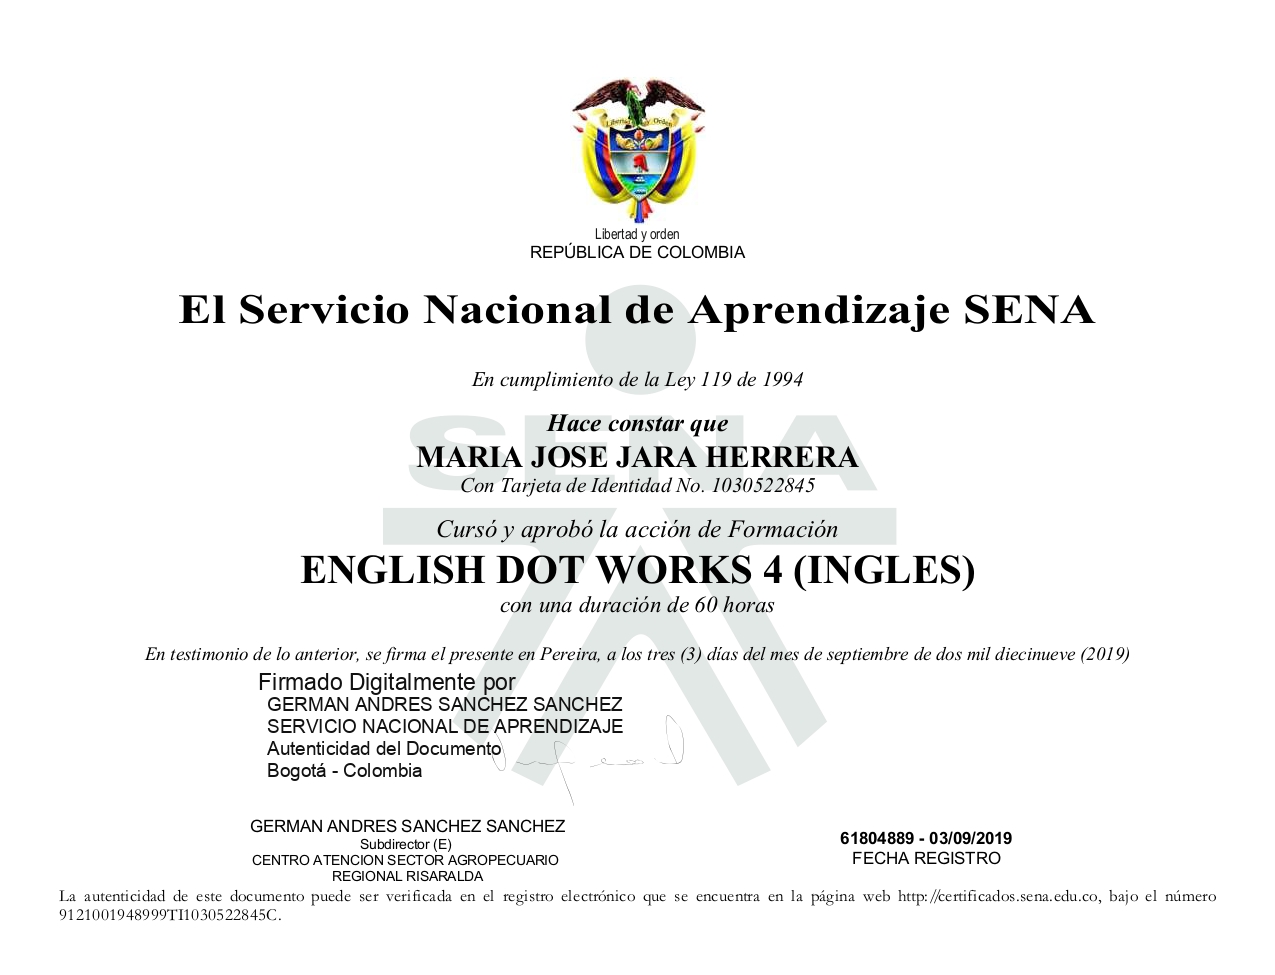 Libertad y Orden
Libertad y orden
REPÚBLICA DE COLOMBIA
El Servicio Nacional de Aprendizaje SENA
En cumplimiento de la Ley 119 de 1994
SENA
Hace constar que
MARIA JOSE JARA HERRERA
Con Tarjeta de Identidad No. 1030522845
Cursó y aprobó la acción de Formación
ENGLISH DOT WORKS 4 (INGLES)
con una duración de 60 horas
En testimonio de lo anterior, se firma el presente en Pereira, a los tres (3) días del mes de septiembre de dos mil diecinueve (2019)
Firmado Digitalmente por
GERMAN ANDRES SANCHEZ SANCHEZ
SERVICIO NACIONAL DE APRENDIZAJE
Autenticidad del Documento
Bogotá - Colombia
GERMAN ANDRES SANCHEZ SANCHEZ
Subdirector (E)
CENTRO ATENCION SECTOR AGROPECUARIO
REGIONAL RISARALDA
61804889 - 03/09/2019
FECHA REGISTRO
La autenticidad de este documento puede ser verificada en el registro electrónico que se encuentra en la página web http://certificados.sena.edu.co, bajo el número
9121001948999TI1030522845C.